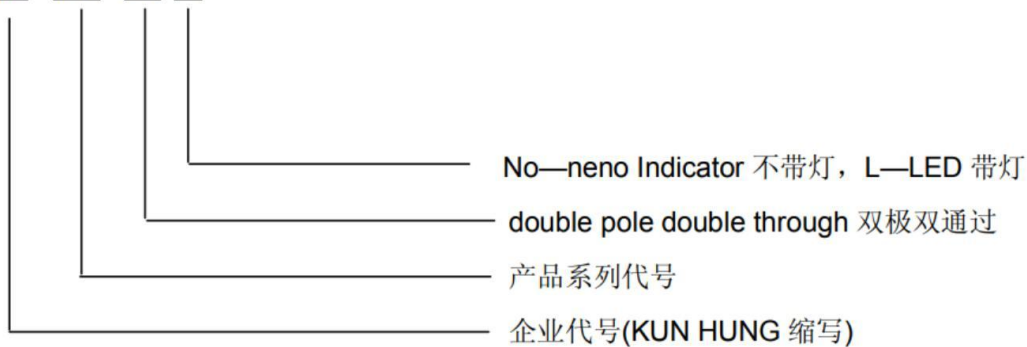 No—neno Indicator 不带灯，L—LED 带灯
double pole double through 双极双通过
产品系列代号
企业代号(KUN HUNG 缩写)